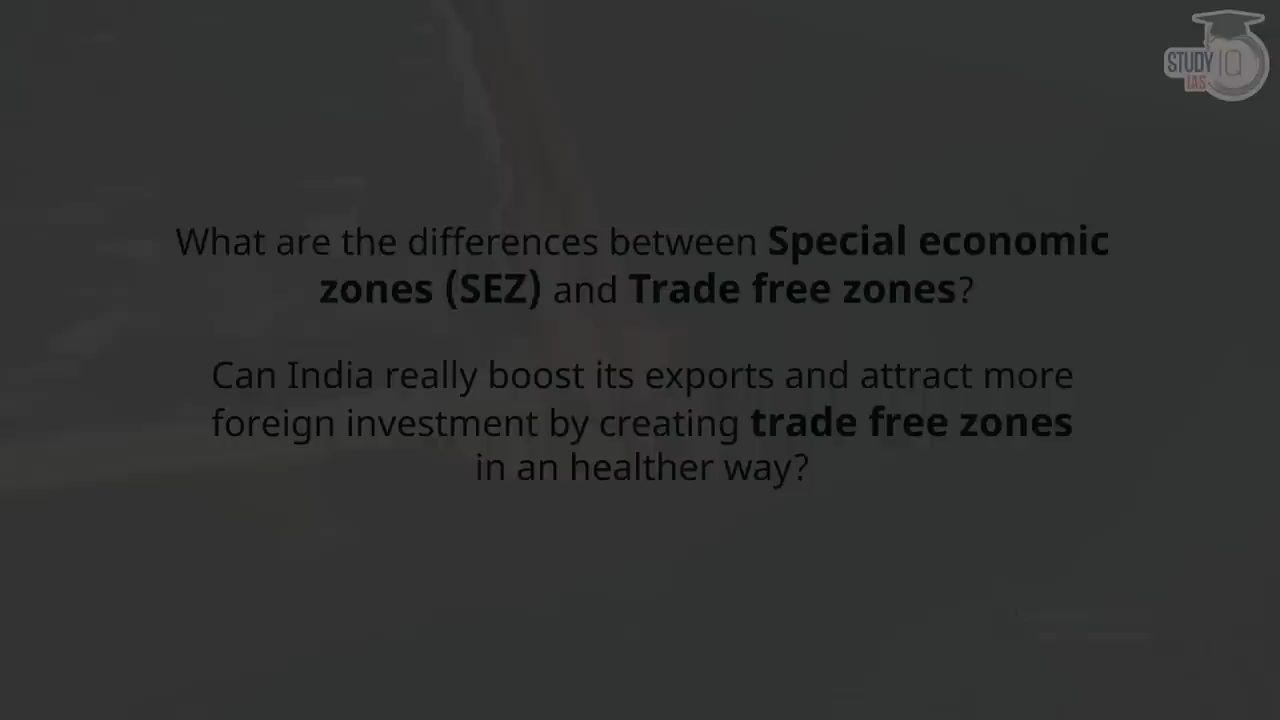 STUDY IQ
IAS
What are the differences between Special economic
zones (SEZ) and Trade free zones?
Can India really boost its exports and attract more
foreign investment by creating trade free zones
in an healther way?